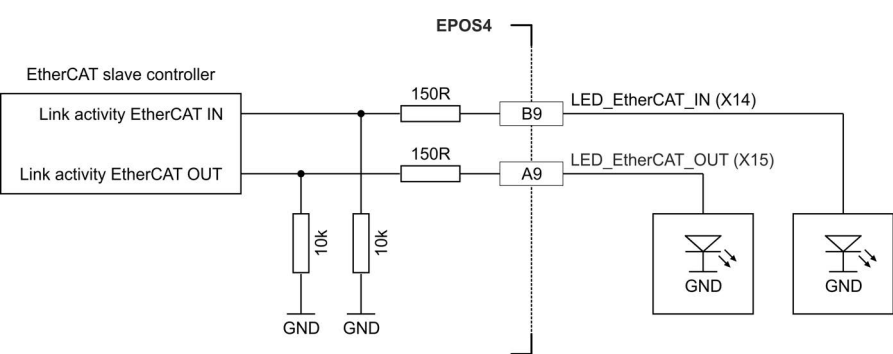 EPOS4
EtherCAT slave controller
Link activity EtherCAT IN
150R
B9
LED_EtherCAT_IN (X14)
Link activity EtherCAT OUT
150R
A9
LED_EtherCAT_OUT (X15)
10k
10k
GND
GND
GND
GND